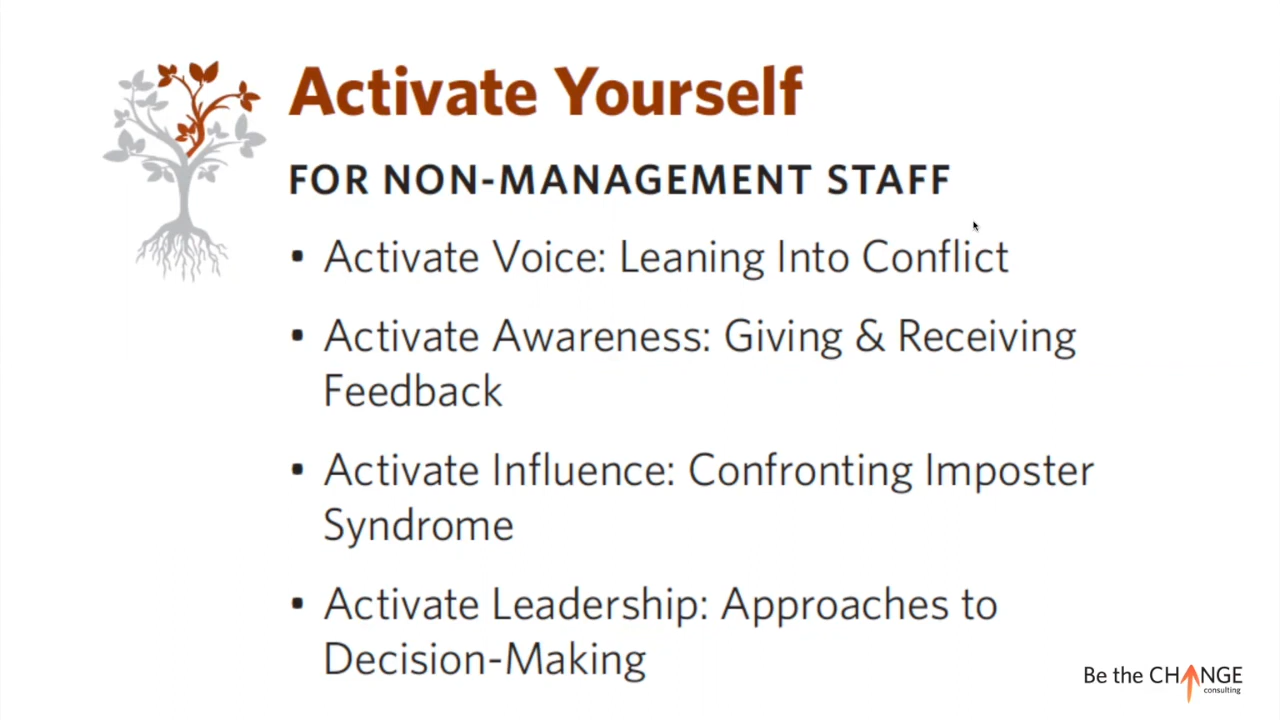 Activate Yourself
FOR NON-MANAGEMENT STAFF
• Activate Voice: Leaning Into Conflict
• Activate Awareness: Giving & Receiving
Feedback
• Activate Influence: Confronting Imposter
Syndrome
• Activate Leadership: Approaches to
Decision-Making
Be the CHANGE
consulting